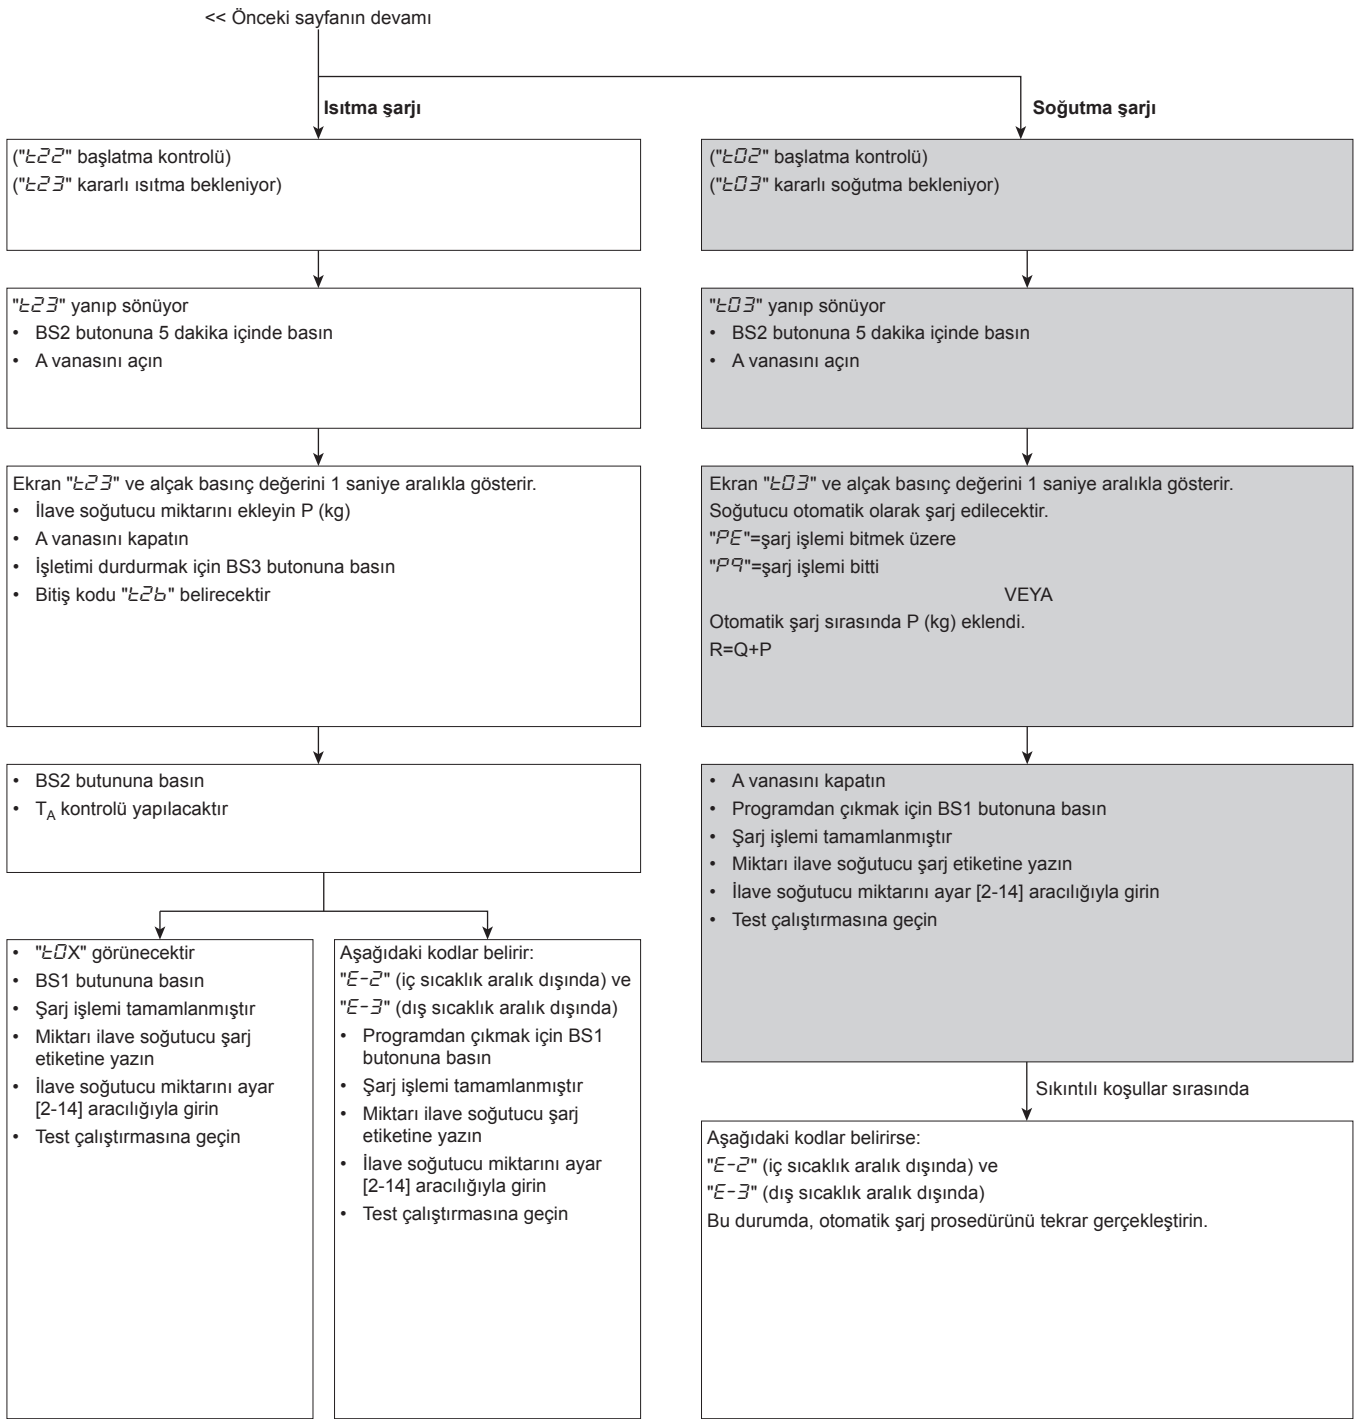 << Önceki sayfanın devamı
Isıtma şarjı
("t22" başlatma kontrolü)
("t23" kararlı ısıtma bekleniyor)
"t23" yanıp sönüyor
• BS2 butonuna 5 dakika içinde basın
• A vanasını açın
Ekran "t23" ve alçak basınç değerini 1 saniye aralıkla gösterir.
• İlave soğutucu miktarını ekleyin P (kg)
• A vanasını kapatın
• İşletimi durdurmak için BS3 butonuna basın
• Bitiş kodu "t26" belirecektir
• BS2 butununa basın
• TA kontrolü yapılacaktır
• "t0X" görünecektir
• BS1 butununa basın
• Şarj işlemi tamamlanmıştır
• Miktarı ilave soğutucu şarj
etiketine yazın
• İlave soğutucu miktarını ayar
[2-14] aracılığıyla girin
• Test çalıştırmasına geçin
Aşağıdaki kodlar belirir:
"E-2" (iç sıcaklık aralık dışında) ve
"E-3" (dış sıcaklık aralık dışında)
• Programdan çıkmak için BS1
butonuna basın
• Şarj işlemi tamamlanmıştır
• Miktarı ilave soğutucu şarj
etiketine yazın
• İlave soğutucu miktarını ayar
[2-14] aracılığıyla girin
• Test çalıştırmasına geçin
Soğutma şarjı
("t02" başlatma kontrolü)
("t03" kararlı soğutma bekleniyor)
"t03" yanıp sönüyor
• BS2 butonuna 5 dakika içinde basın
• A vanasını açın
Ekran "t03" ve alçak basınç değerini 1 saniye aralıkla gösterir.
Soğutucu otomatik olarak şarj edilecektir.
"PE"=şarj işlemi bitmek üzere
"P9"=şarj işlemi bitti
VEYA
Otomatik şarj sırasında P (kg) eklendi.
R=Q+P
• A vanasını kapatın
• Programdan çıkmak için BS1 butonuna basın
• Şarj işlemi tamamlanmıştır
• Miktarı ilave soğutucu şarj etiketine yazın
• İlave soğutucu miktarını ayar [2-14] aracılığıyla girin
• Test çalıştırmasına geçin
Sıkıntılı koşullar sırasında
Aşağıdaki kodlar belirirse:
"E-2" (iç sıcaklık aralık dışında) ve
"E-3" (dış sıcaklık aralık dışında)
Bu durumda, otomatik şarj prosedürünü tekrar gerçekleştirin.